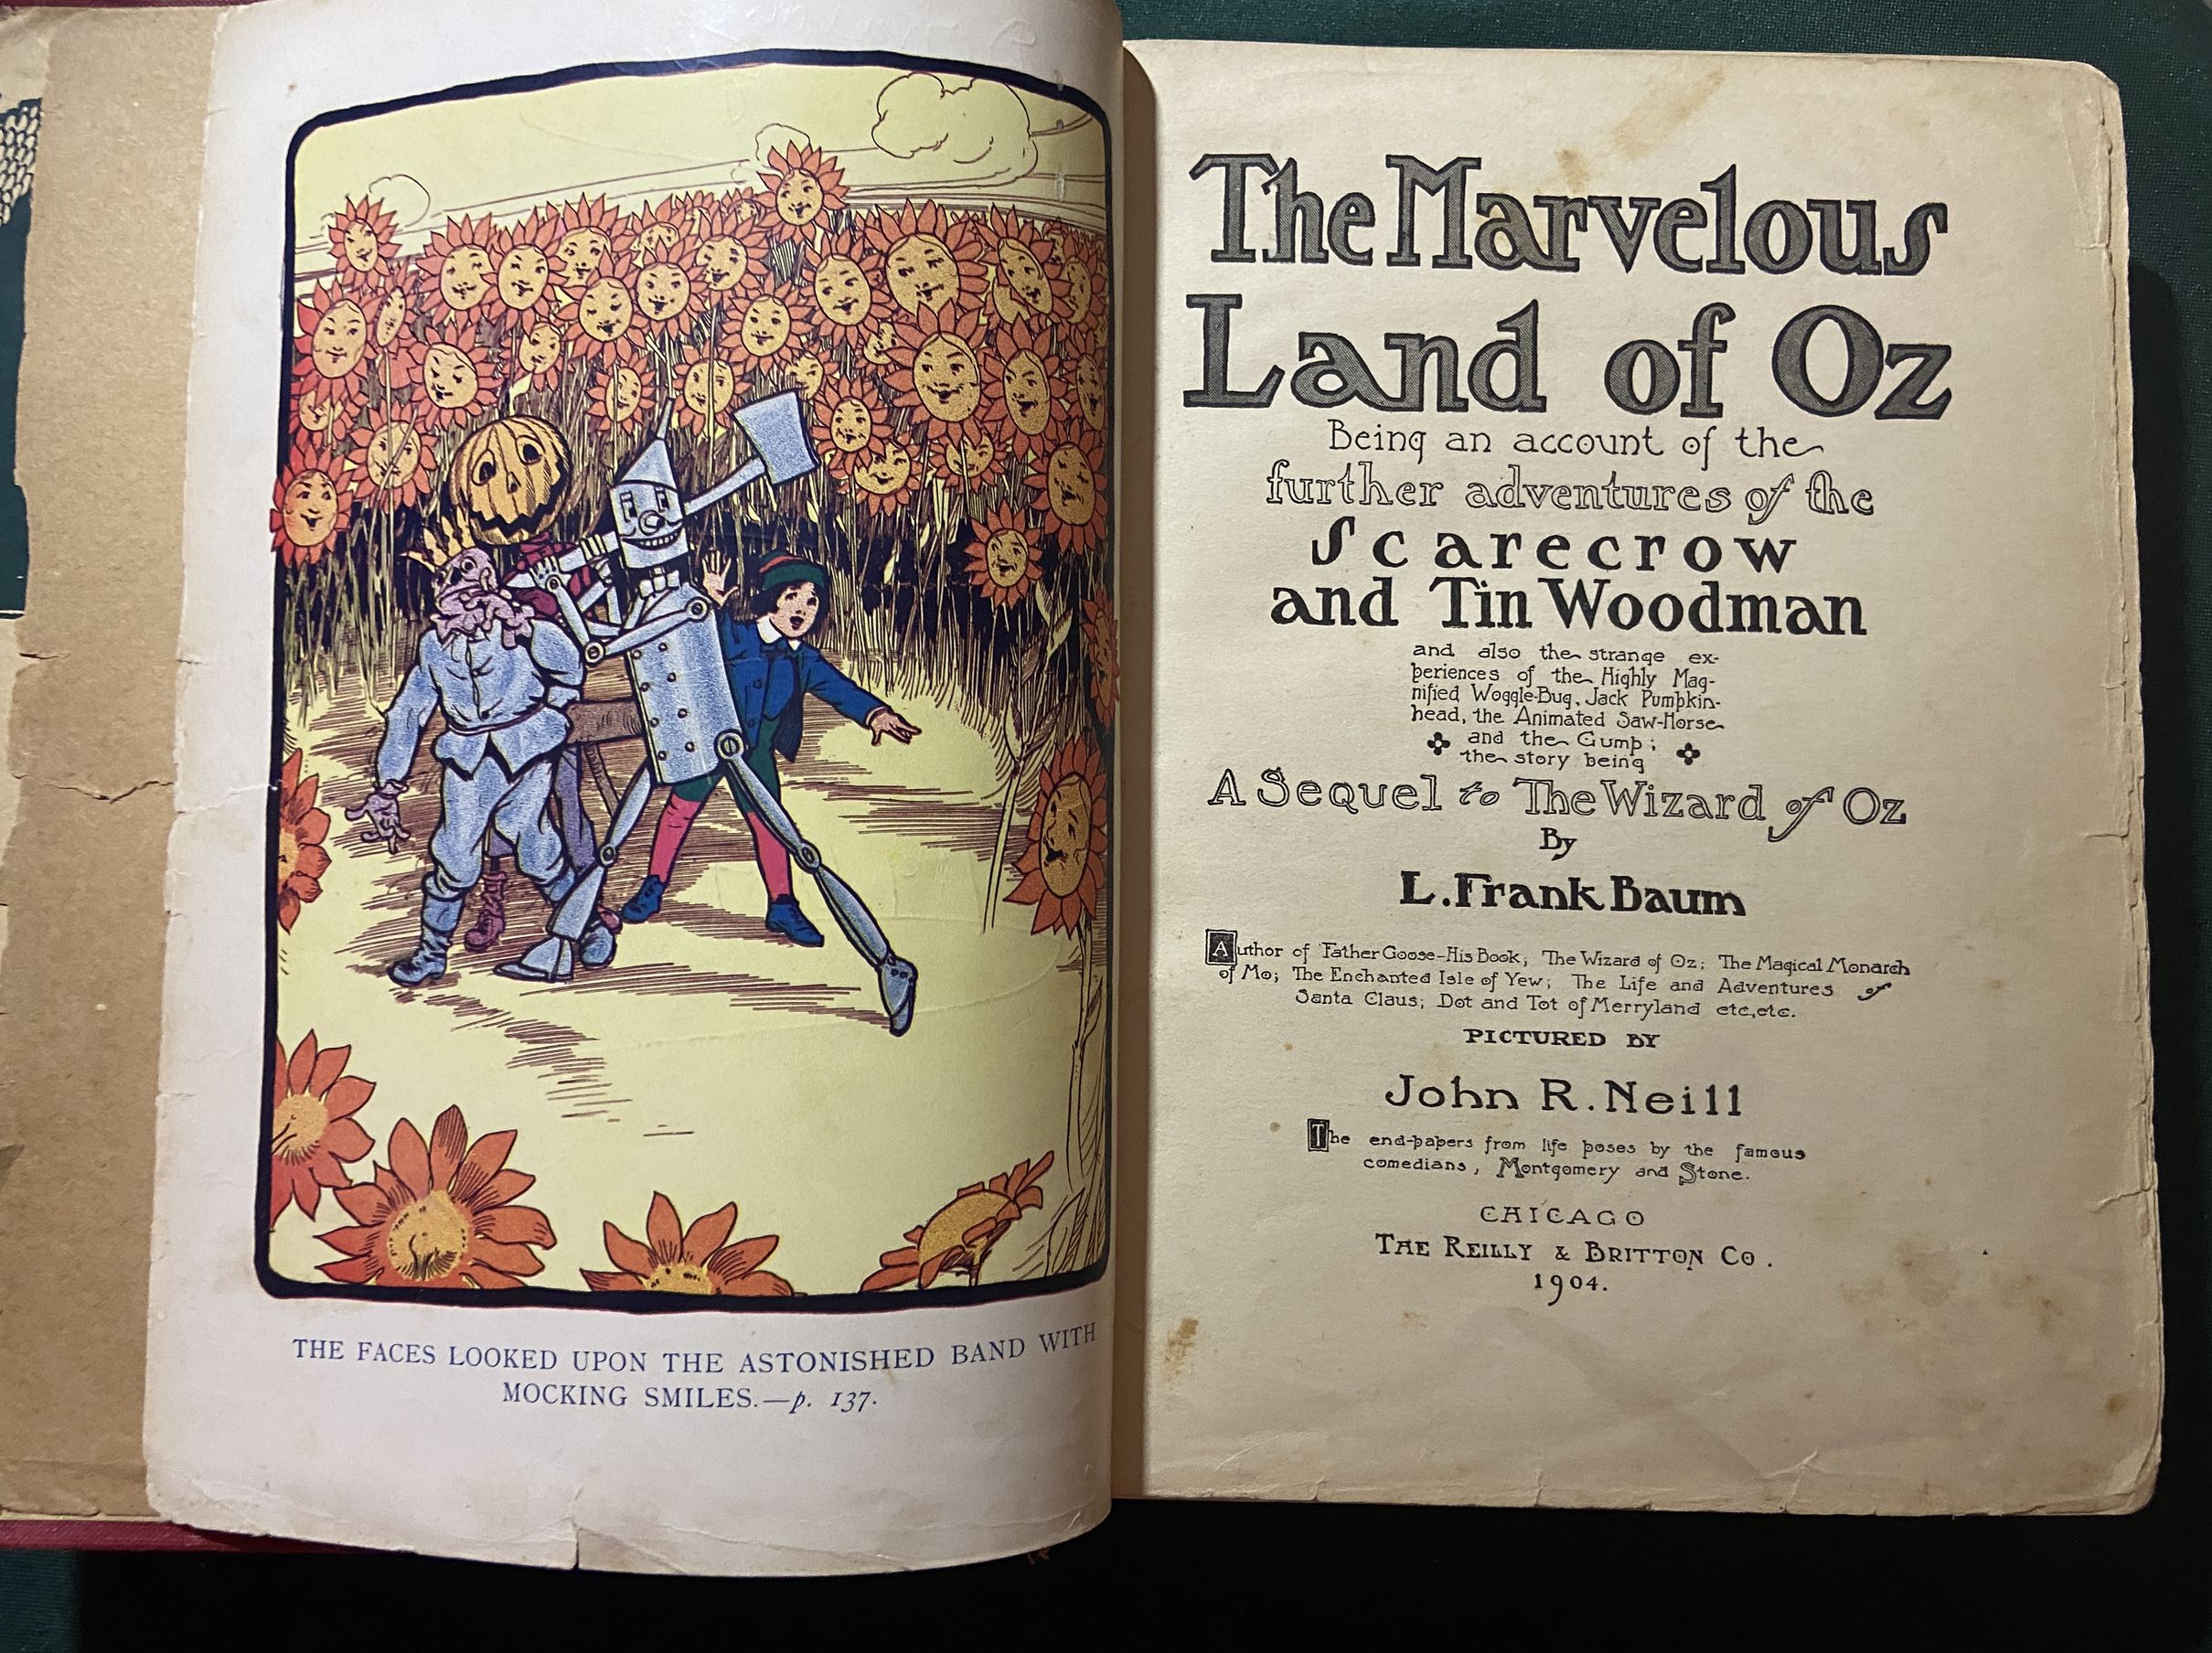 THE FACES LOOKED UPON THE ASTONISHED BAND WITH
MOCKING SMILES.—p. 137.
The Marvelous
Land of Oz
Being an account of the
further adventures of the
Scarecrow
and Tin Woodman
and also the strange ex-
periences of the Highly Mag-
nified Woggle-Bug, Jack Pumpkin-
head, the Animated Saw-Horse
and the Gump;
the story being
A Sequel to The Wizard of Oz
By
L. Frank Baum
Author of Father Goose-His Book; The Wizard of Oz; The Magical Monarch
of Mo; The Enchanted Isle of Yew; The Life and Adventures of
Santa Claus; Dot and Tot of Merryland etc, etc.
PICTURED BY
John R. Neill
The end-papers from life poses by the famous
comedians, Montgomery and Stone.
CHICAGO
THE REILLY & BRITTON CO.
1904.